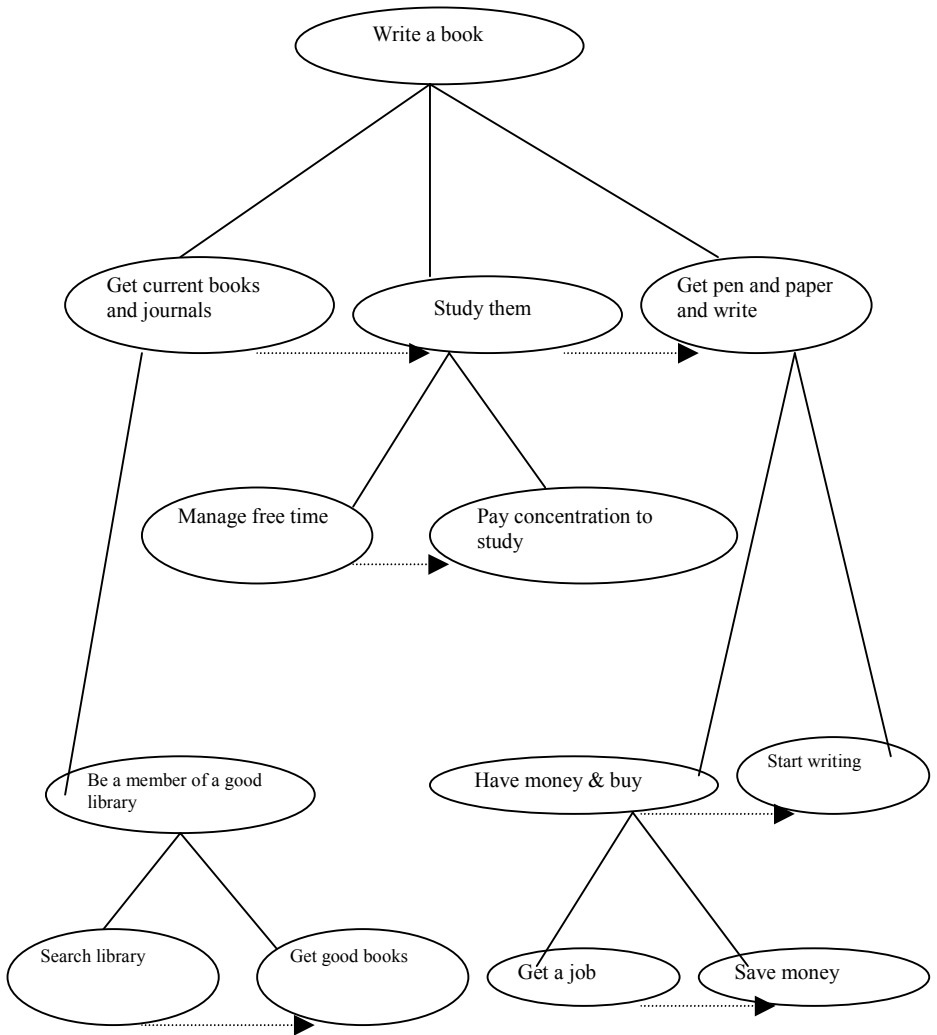 Write a book
Get current books
and journals
Study them
Get pen and paper
and write
Manage free time
Pay concentration to
study
Be a member of a good
library
Have money & buy
Start writing
Search library
Get good books
Get a job
Save money